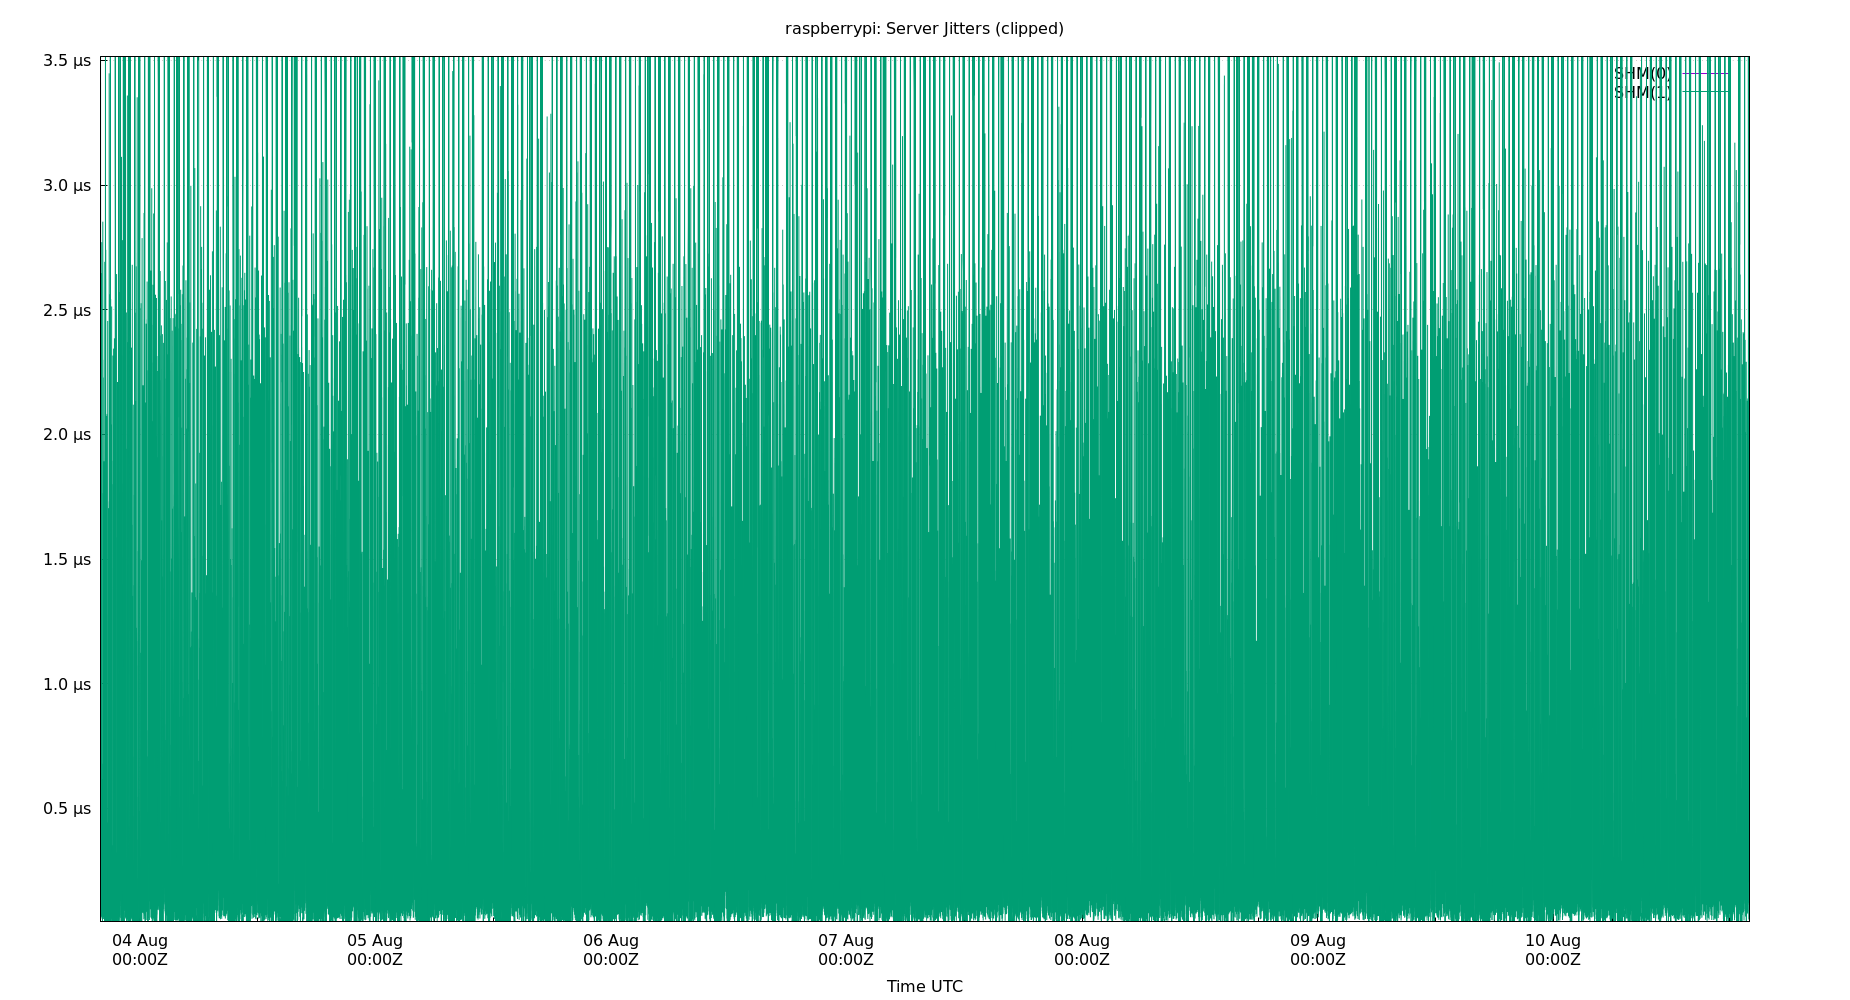 raspberrypi: Server Jitters (clipped)
3.5 μs
SHM(0)
SHM(1)
3.0 μs
2.5 μs
2.0 μs
1.5 μs
1.0 μs
0.5 μs
04 Aug 05 Aug 06 Aug 07 Aug 08 Aug 09 Aug 10 Aug
00:00Z 00:00Z 00:00Z 00:00Z 00:00Z 00:00Z 00:00Z
Time UTC